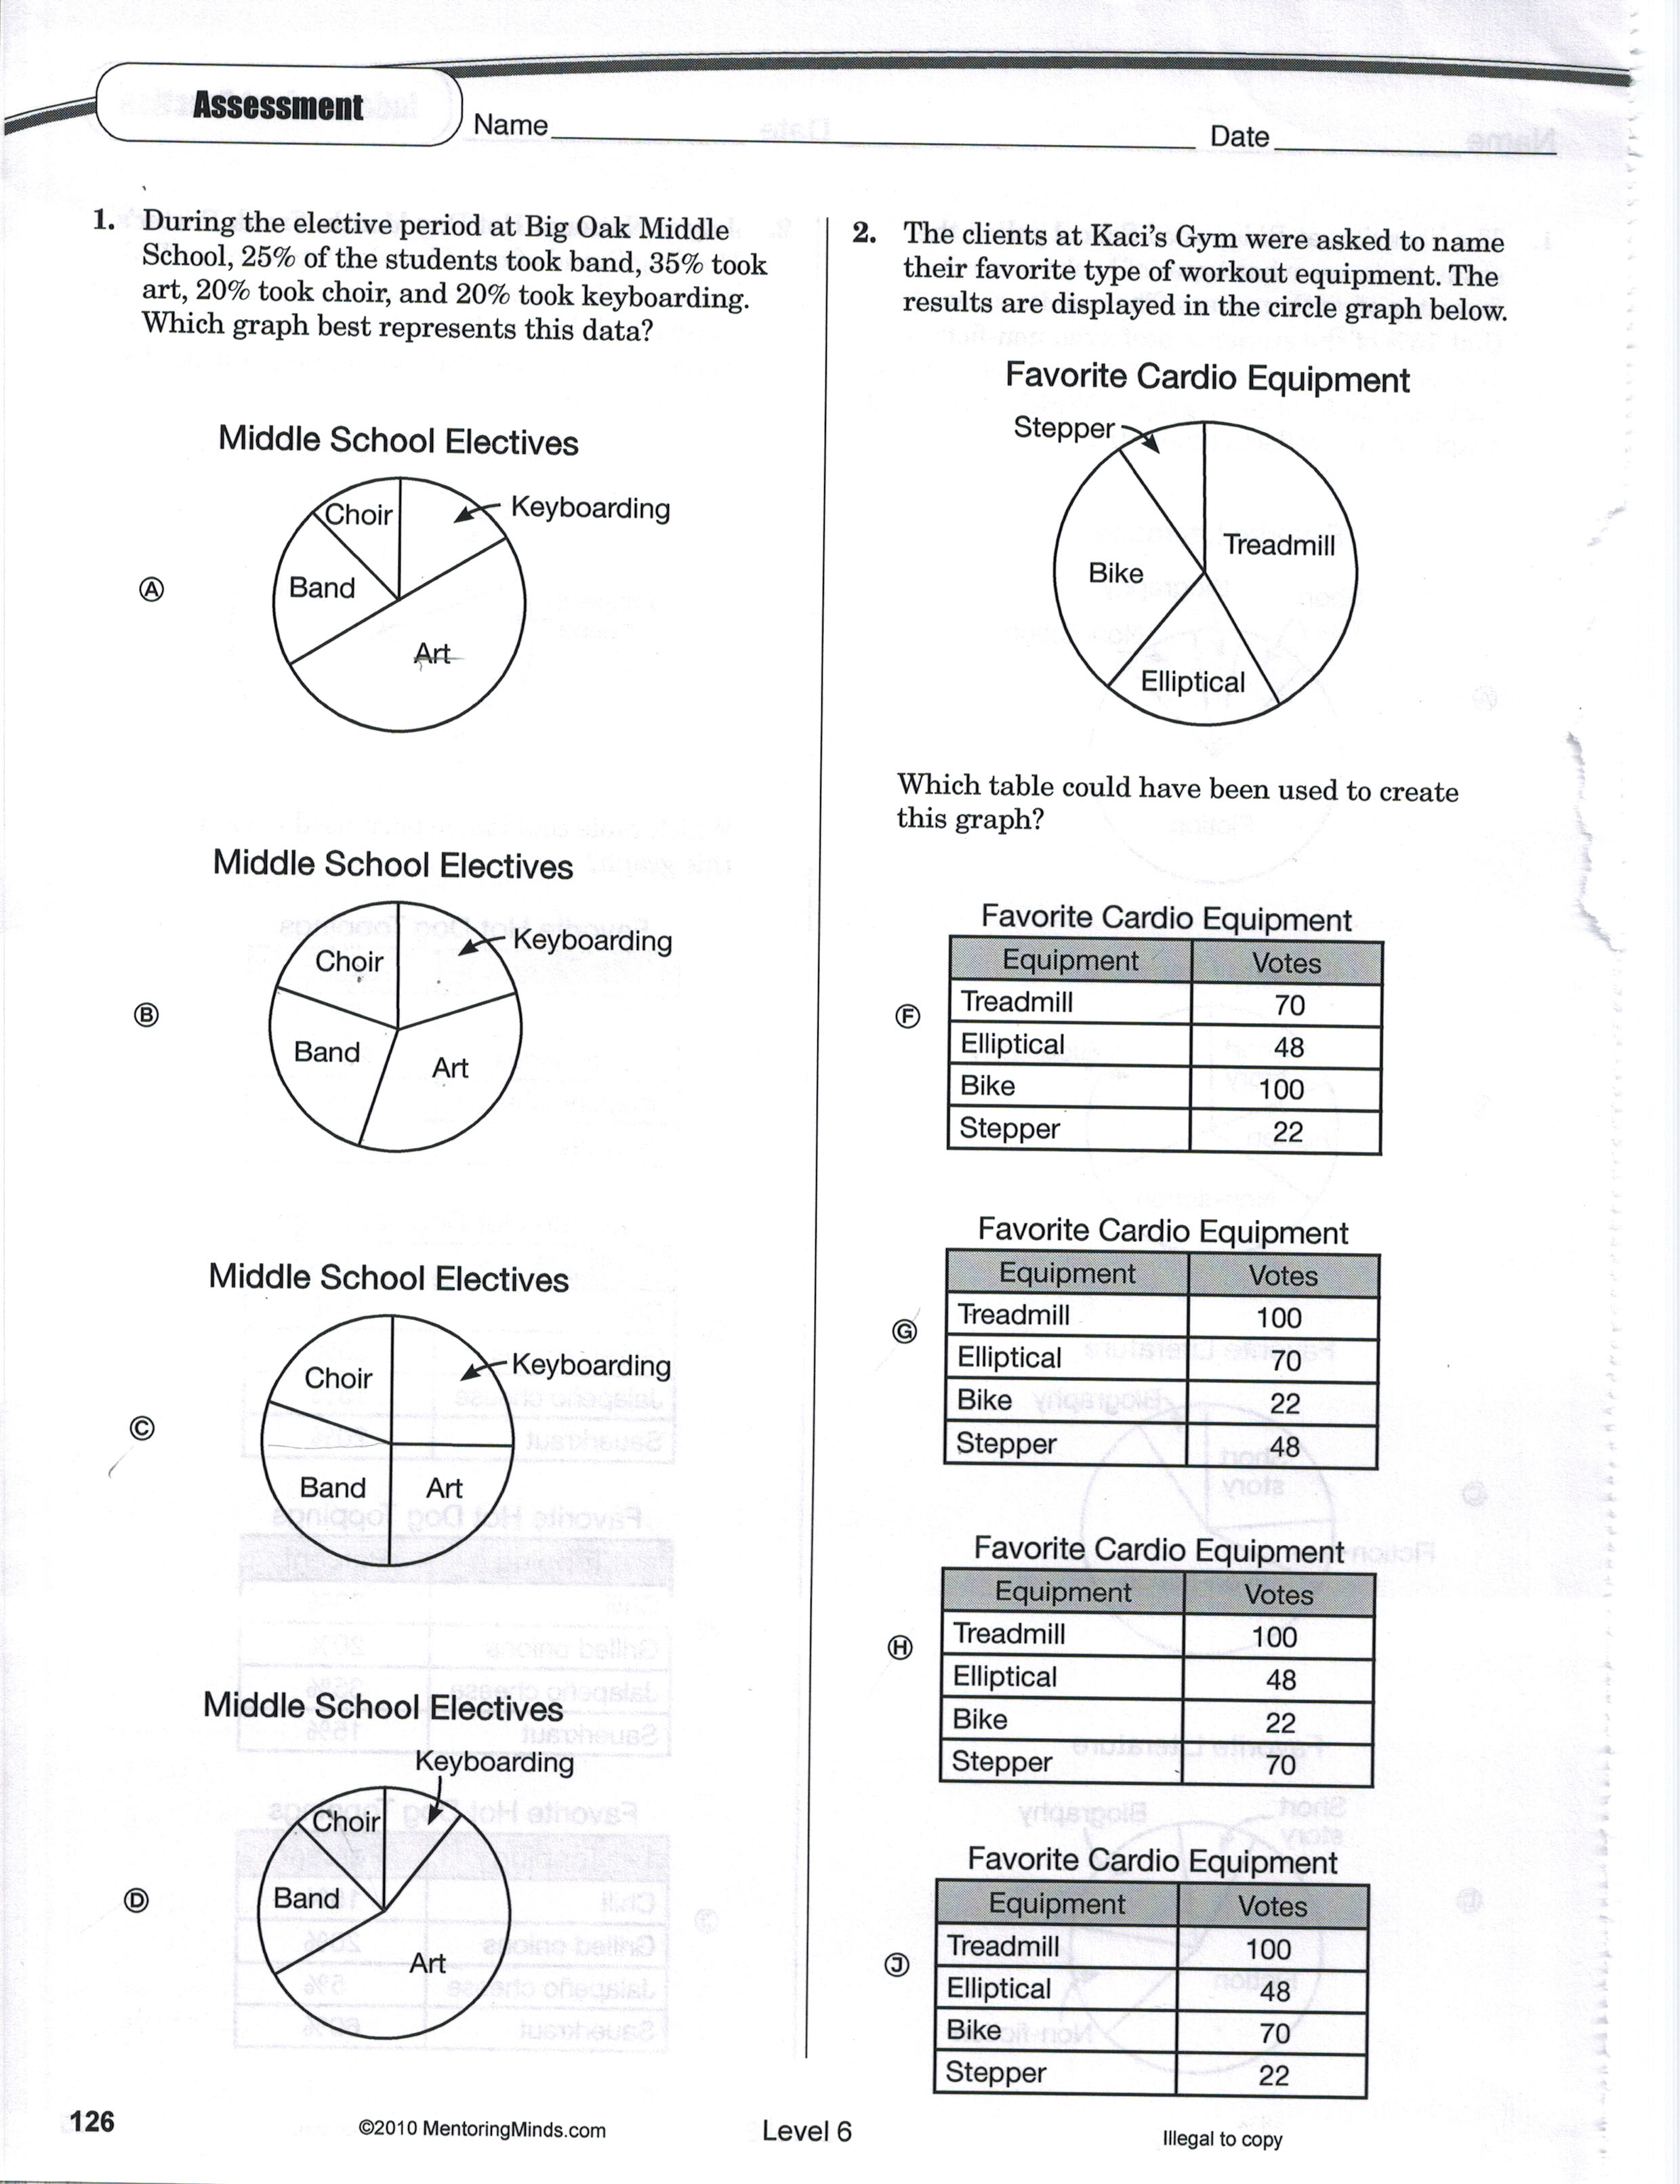 Assessment
Name
Date
1. During the elective period at Big Oak Middle
School, 25% of the students took band, 35% took
art, 20% took choir, and 20% took keyboarding.
Which graph best represents this data?
Middle School Electives
Choir
Keyboarding
Band
Art
A
Middle School Electives
Choir
Keyboarding
Band
Art
B
Middle School Electives
Choir
Keyboarding
Band
Art
C
Middle School Electives
Keyboarding
Choir
Band
Art
D
2. The clients at Kaci's Gym were asked to name
their favorite type of workout equipment. The
results are displayed in the circle graph below.
Favorite Cardio Equipment
Stepper
Treadmill
Bike
Elliptical
Which table could have been used to create
this graph?
Favorite Cardio Equipment
Equipment Votes
Treadmill 70
F
Elliptical 48
Bike 100
Stepper 22
Favorite Cardio Equipment
Equipment Votes
Treadmill 100
G
Elliptical 70
Bike 22
Stepper 48
Favorite Cardio Equipment
Equipment Votes
Treadmill 100
H
Elliptical 48
Bike 22
Stepper 70
Favorite Cardio Equipment
Equipment Votes
Treadmill 100
J
Elliptical 48
Bike 70
Stepper 22
126
©2010 MentoringMinds.com
Level 6
Illegal to copy